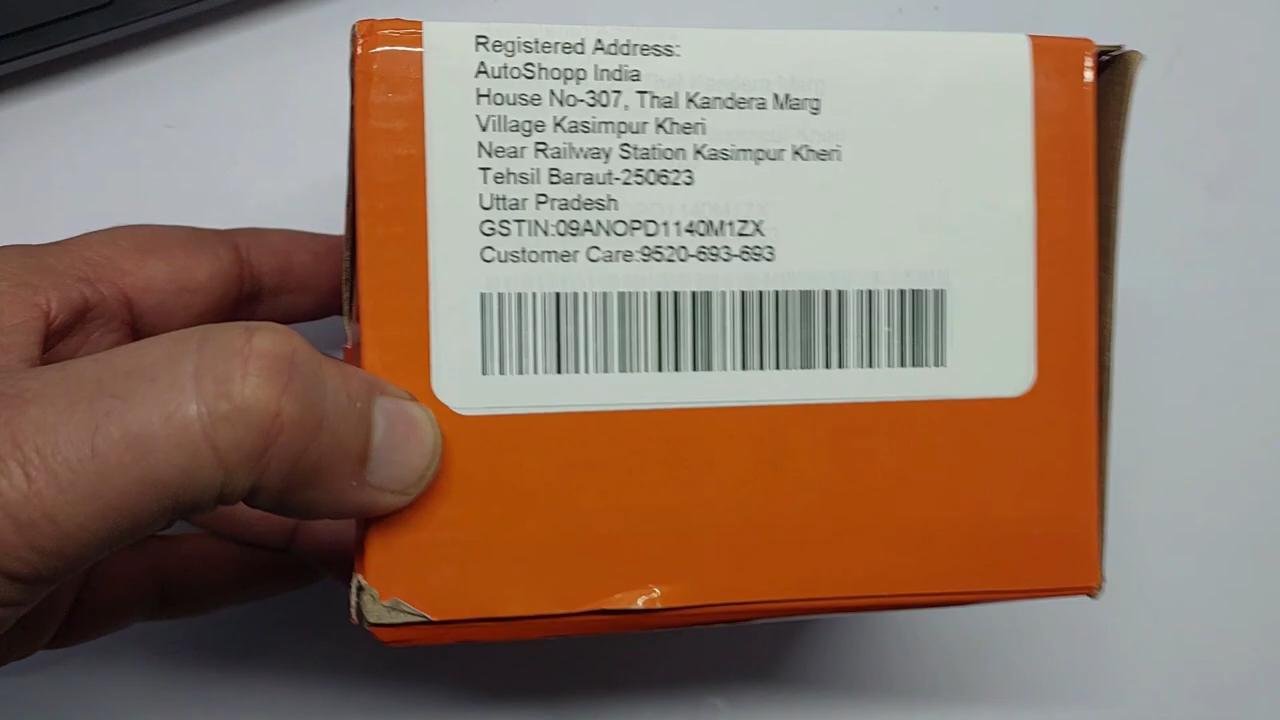 Registered Address:
AutoShopp India
House No-307, Thal Kandera Marg
Village Kasimpur Kheri
Near Railway Station Kasimpur Kheri
Tehsil Baraut-250623
Uttar Pradesh
GSTIN:09ANOPD1140M1ZX
Customer Care:9520-693-693